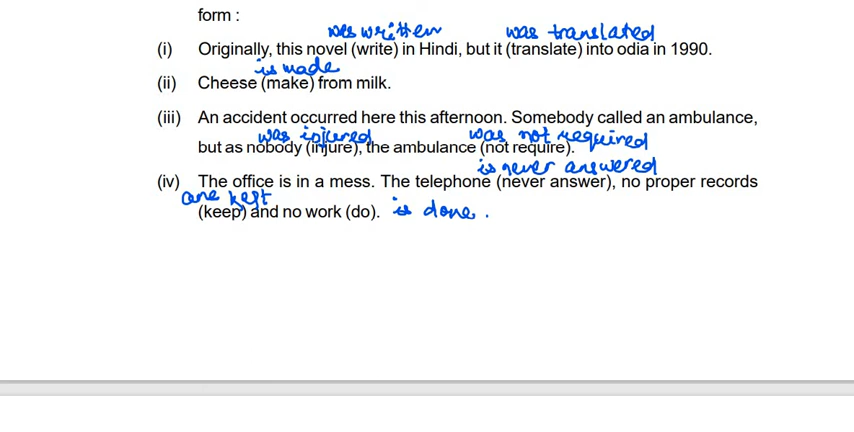 form :
was written was translated
(i) Originally, this novel (write) in Hindi, but it (translate) into odia in 1990.
is made
(ii) Cheese (make) from milk.
(iii) An accident occurred here this afternoon. Somebody called an ambulance,
was injured was not required
but as nobody (injure), the ambulance (not require).
is never answered
(iv) The office is in a mess. The telephone (never answer), no proper records
are kept
(keep) and no work (do). is done.